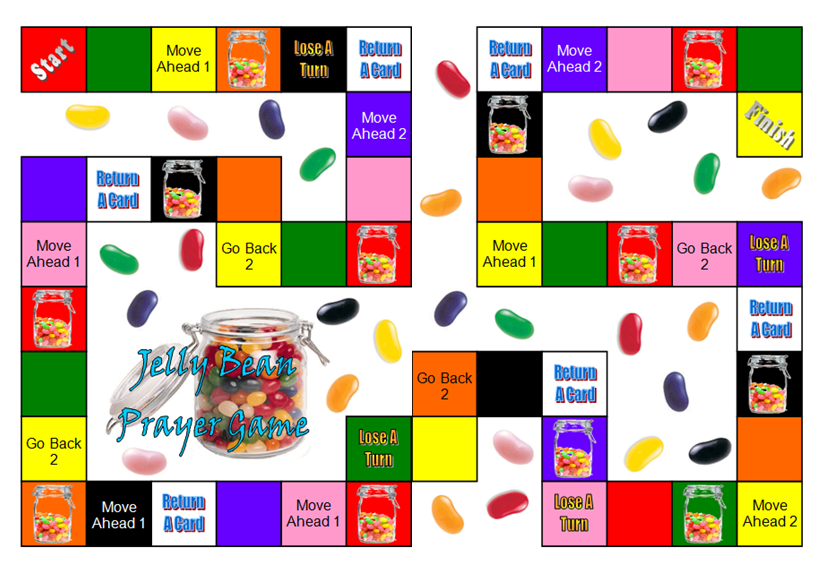 Start
Move
Ahead 1
Lose A
Turn
Return
A Card
Return
A Card
Move
Ahead 2
Move
Ahead 2
Finish
Return
A Card
Move
Ahead 1
Go Back
2
Move
Ahead 1
Go Back
2
Lose A
Turn
Return
A Card
Jelly Bean
Prayer Game
Go Back
2
Return
A Card
Go Back
2
Lose A
Turn
Move
Ahead 1
Return
A Card
Move
Ahead 1
Lose A
Turn
Move
Ahead 2